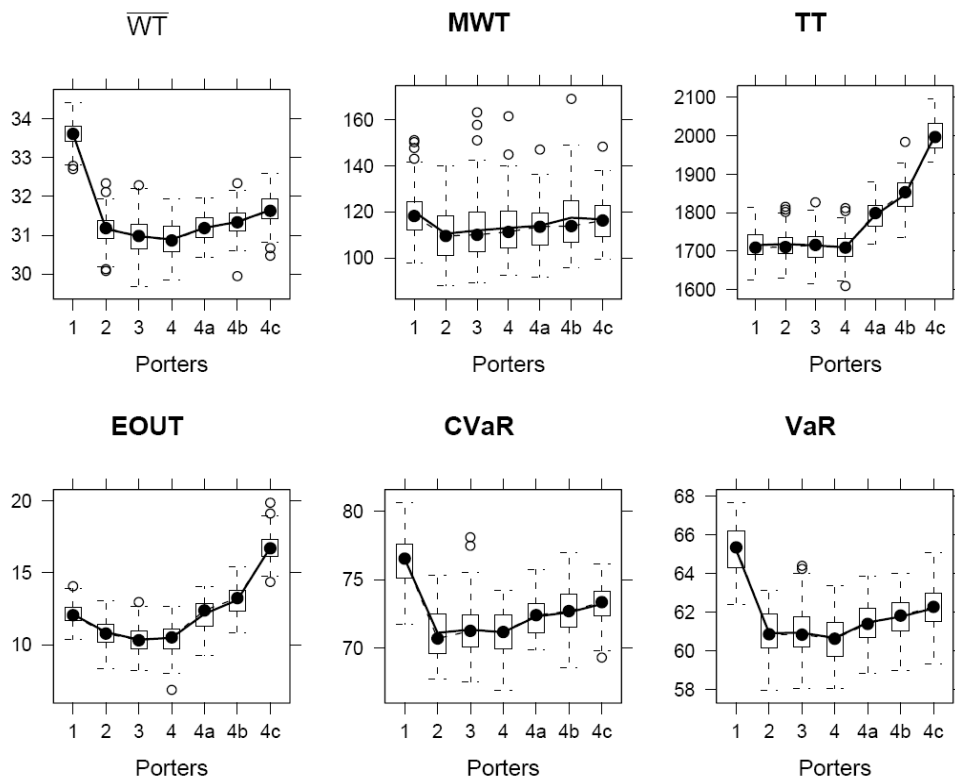 WT MWT TT
34
33
32
31
30
1 2 3 4 4a 4b 4c
Porters
160
140
120
100
1 2 3 4 4a 4b 4c
Porters
2100
2000
1900
1800
1700
1600
1 2 3 4 4a 4b 4c
Porters
EOUT CVaR VaR
20
15
10
1 2 3 4 4a 4b 4c
Porters
80
75
70
1 2 3 4 4a 4b 4c
Porters
68
66
64
62
60
58
1 2 3 4 4a 4b 4c
Porters